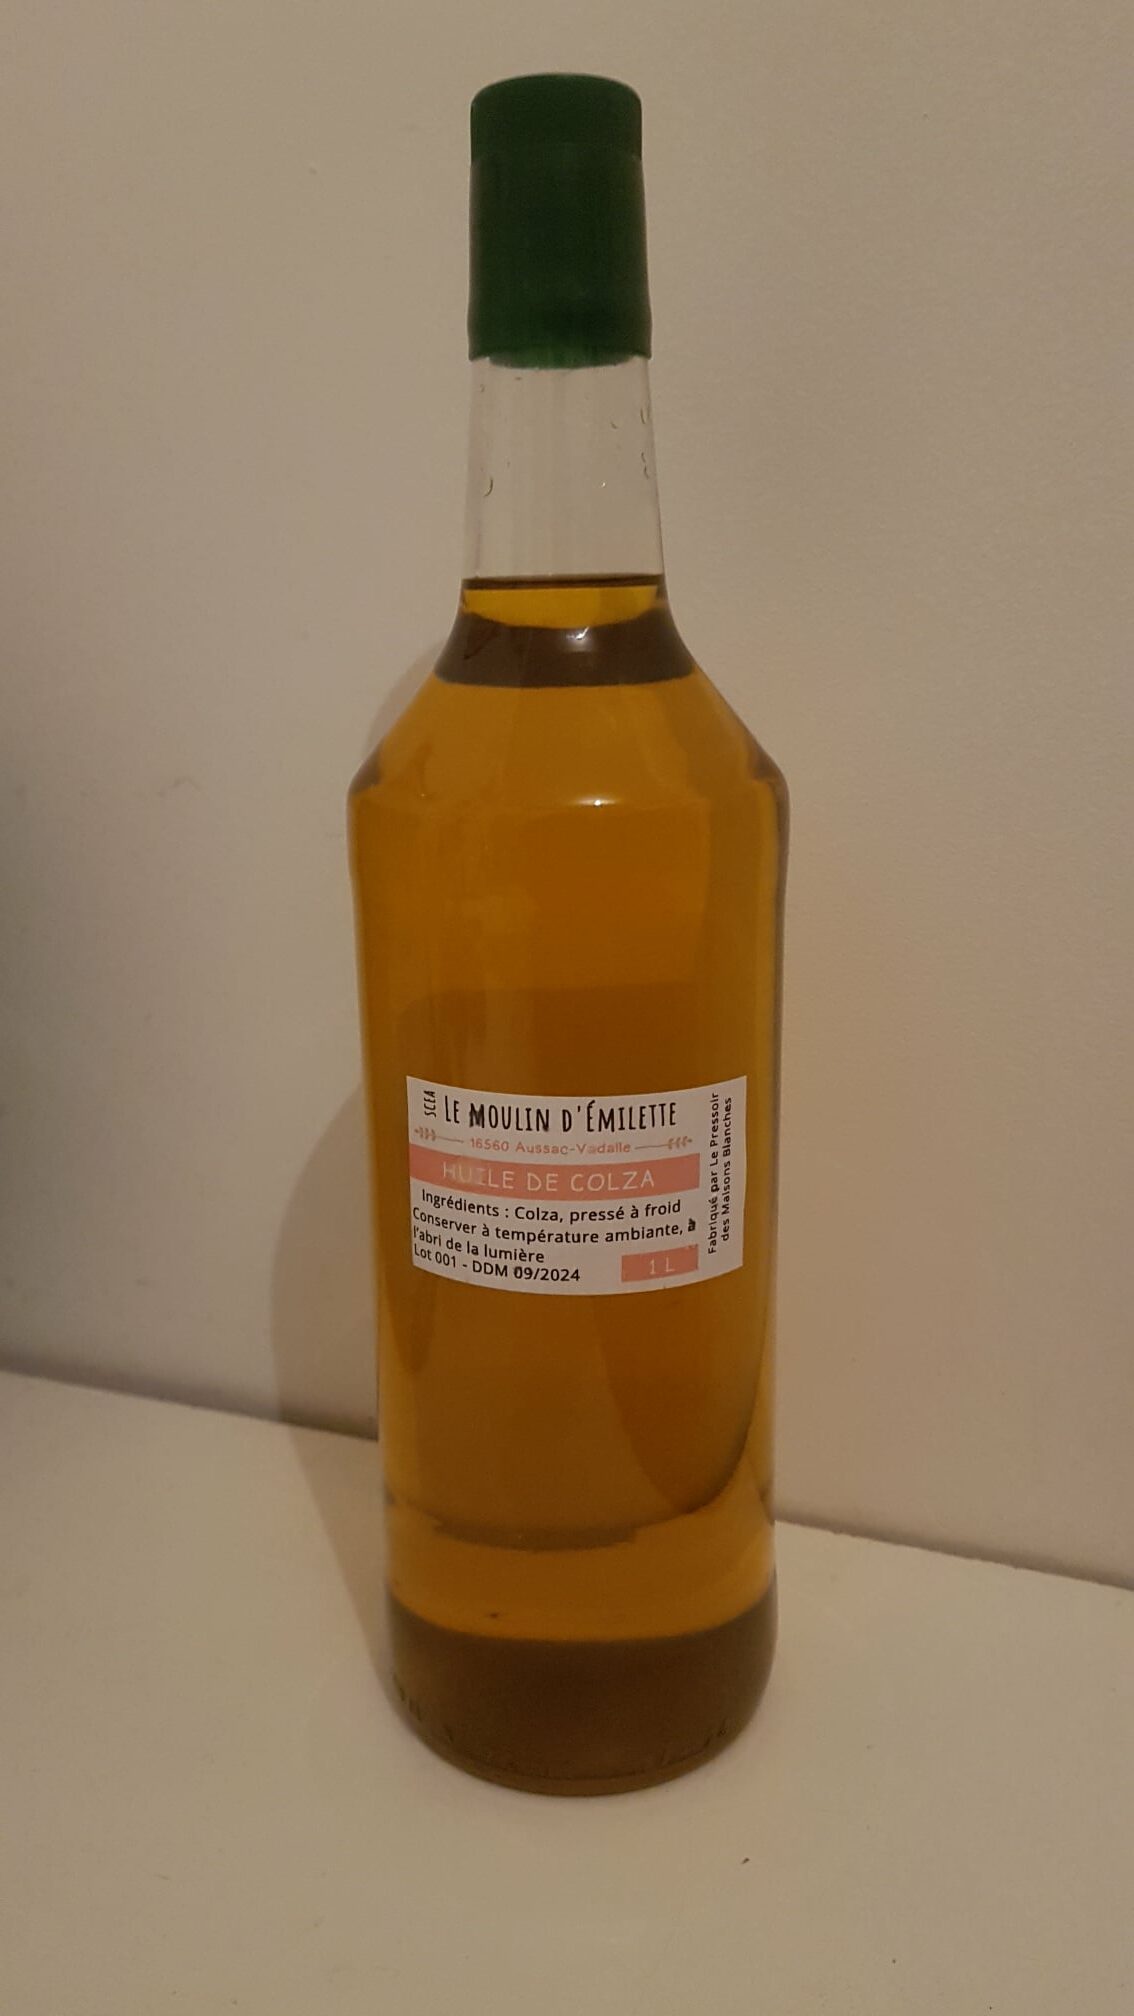 SCEA
LE MOULIN D'ÉMILETTE
16560 Aussac-Vadalle
HUILE DE COLZA
Ingrédients : Colza, pressé à froid
Conserver à température ambiante, à
l'abri de la lumière
Lot 001 - DDM 09/2024
1 L
Fabriqué par Le Pressoir
des Maisons Blanches